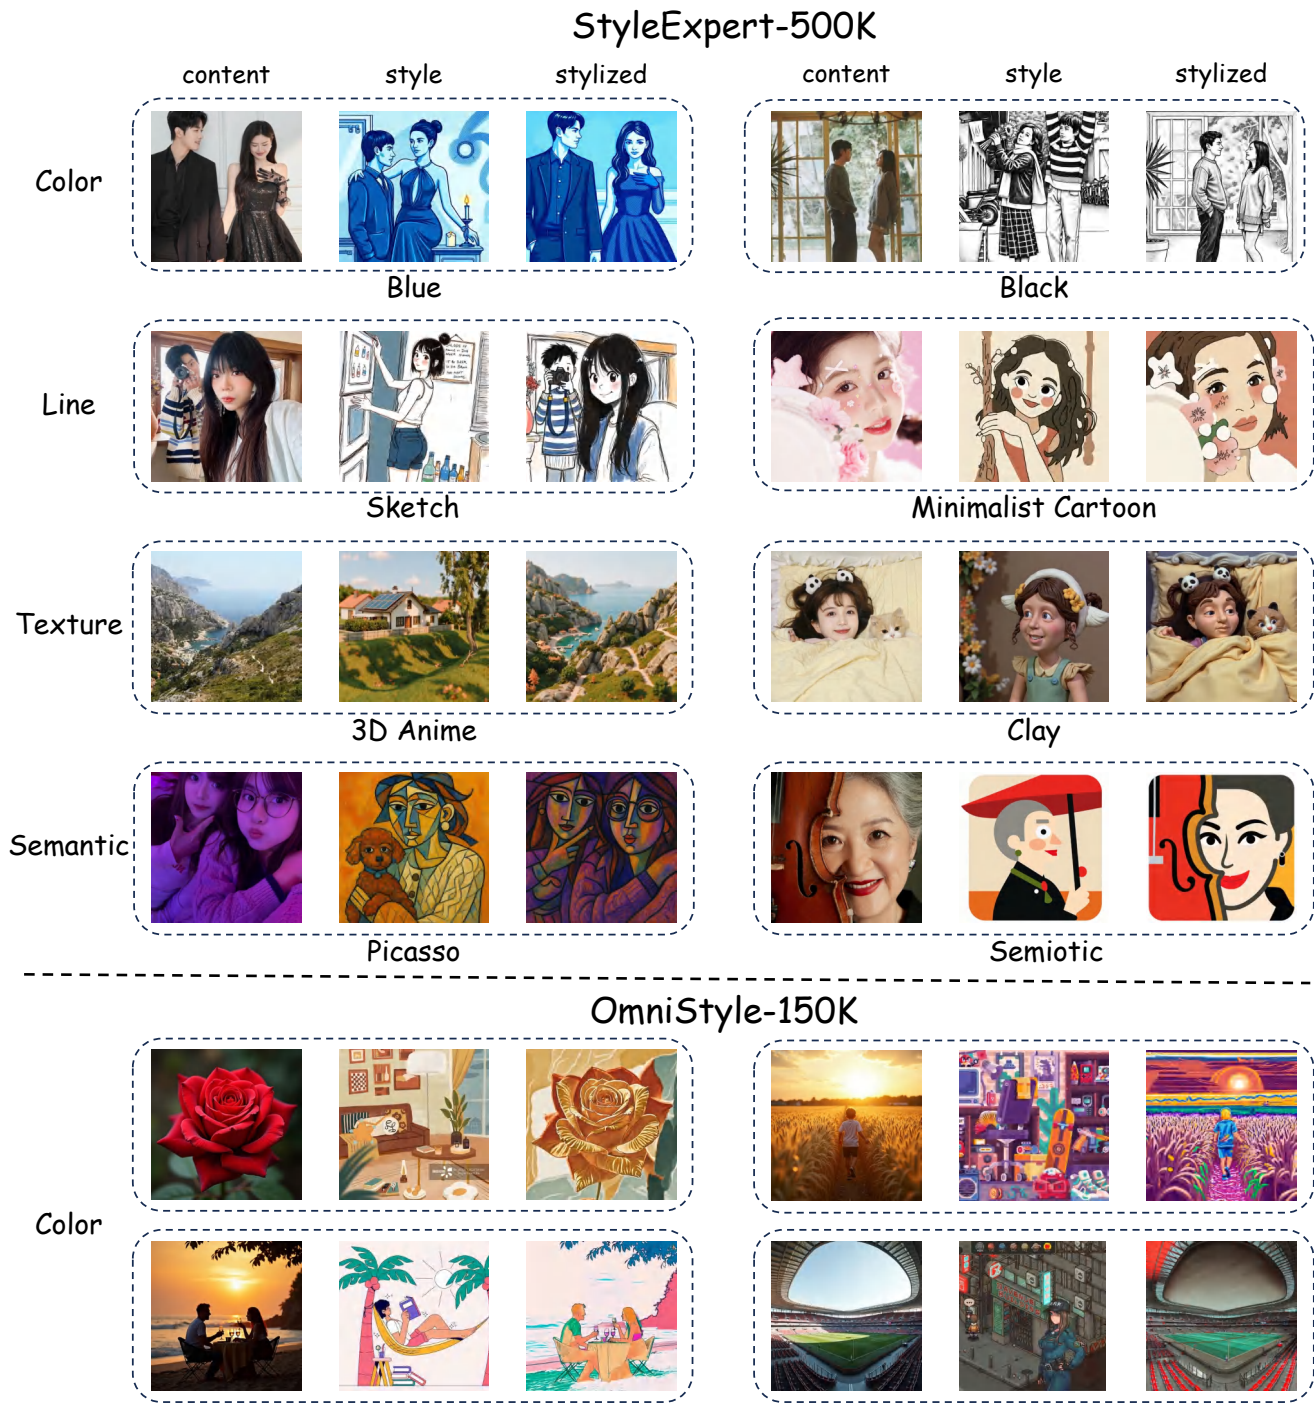 StyleExpert-500K
content style stylized content style stylized
Color
Blue Black
Line
Sketch Minimalist Cartoon
Texture
3D Anime Clay
Semantic
Picasso Semiotic
OmniStyle-150K
Color